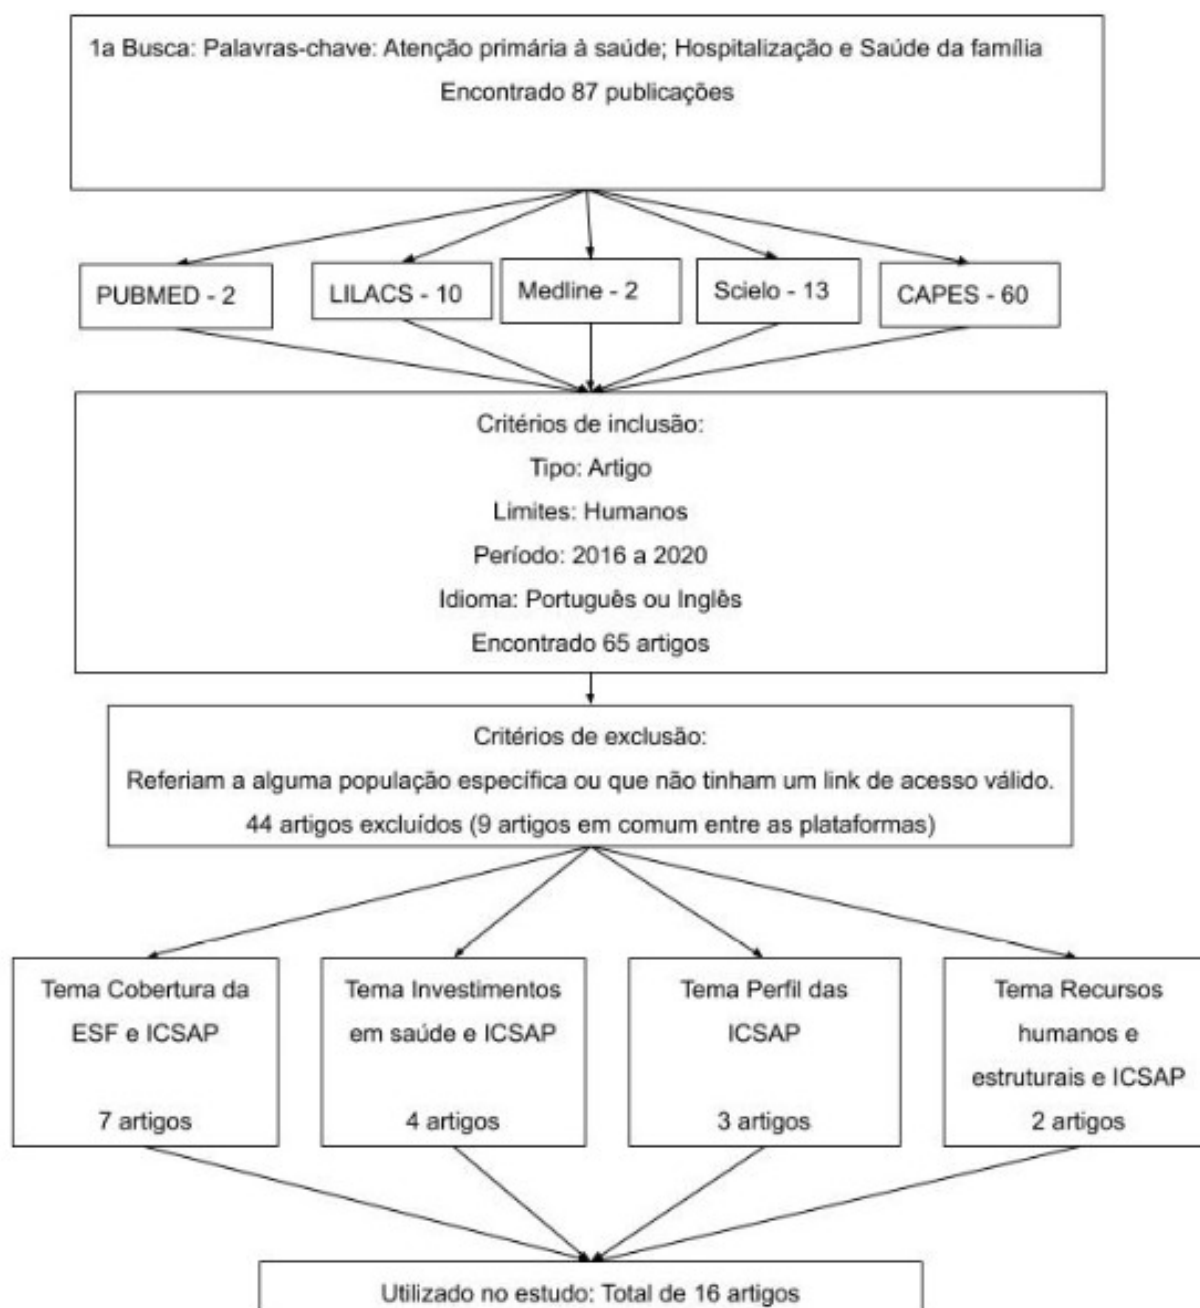 1a Busca: Palavras-chave: Atenção primária à saúde; Hospitalização e Saúde da família
Encontrado 87 publicações
PUBMED - 2
LILACS - 10
Medline - 2
Scielo - 13
CAPES - 60
Critérios de inclusão:
Tipo: Artigo
Limites: Humanos
Período: 2016 a 2020
Idioma: Português ou Inglês
Encontrado 65 artigos
Critérios de exclusão:
Referiam a alguma população específica ou que não tinham um link de acesso válido.
44 artigos excluídos (9 artigos em comum entre as plataformas)
Tema Cobertura da
ESF e ICSAP
7 artigos
Tema Investimentos
em saúde e ICSAP
4 artigos
Tema Perfil das
ICSAP
3 artigos
Tema Recursos
humanos e
estruturais e ICSAP
2 artigos
Utilizado no estudo: Total de 16 artigos